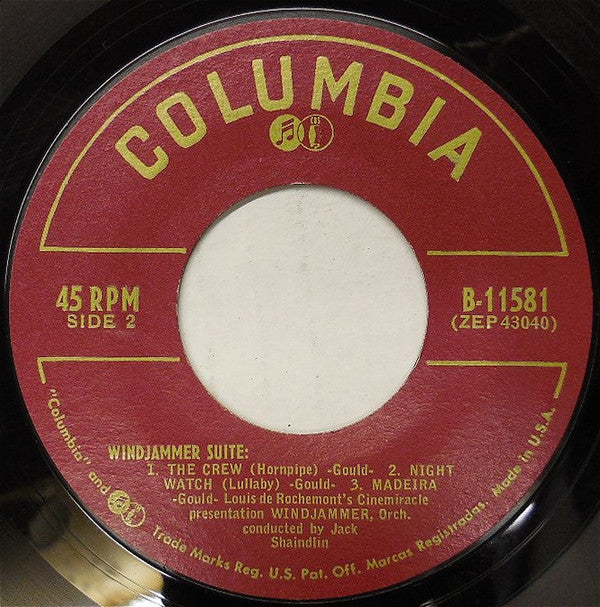 COLUMBIA
CBS
45 RPM
SIDE 2
B-11581
(ZEP 43040)
WINDJAMMER SUITE:
1. THE CREW (Hornpipe) -Gould- 2. NIGHT
WATCH (Lullaby) -Gould- 3. MADEIRA
-Gould- Louis de Rochemont's Cinemiracle
presentation WINDJAMMER, Orch.
conducted by Jack
Shaindlin
"Columbia" and Trade Marks Reg. U.S. Pat. Off. Marcas Registradas. Made in U.S.A.